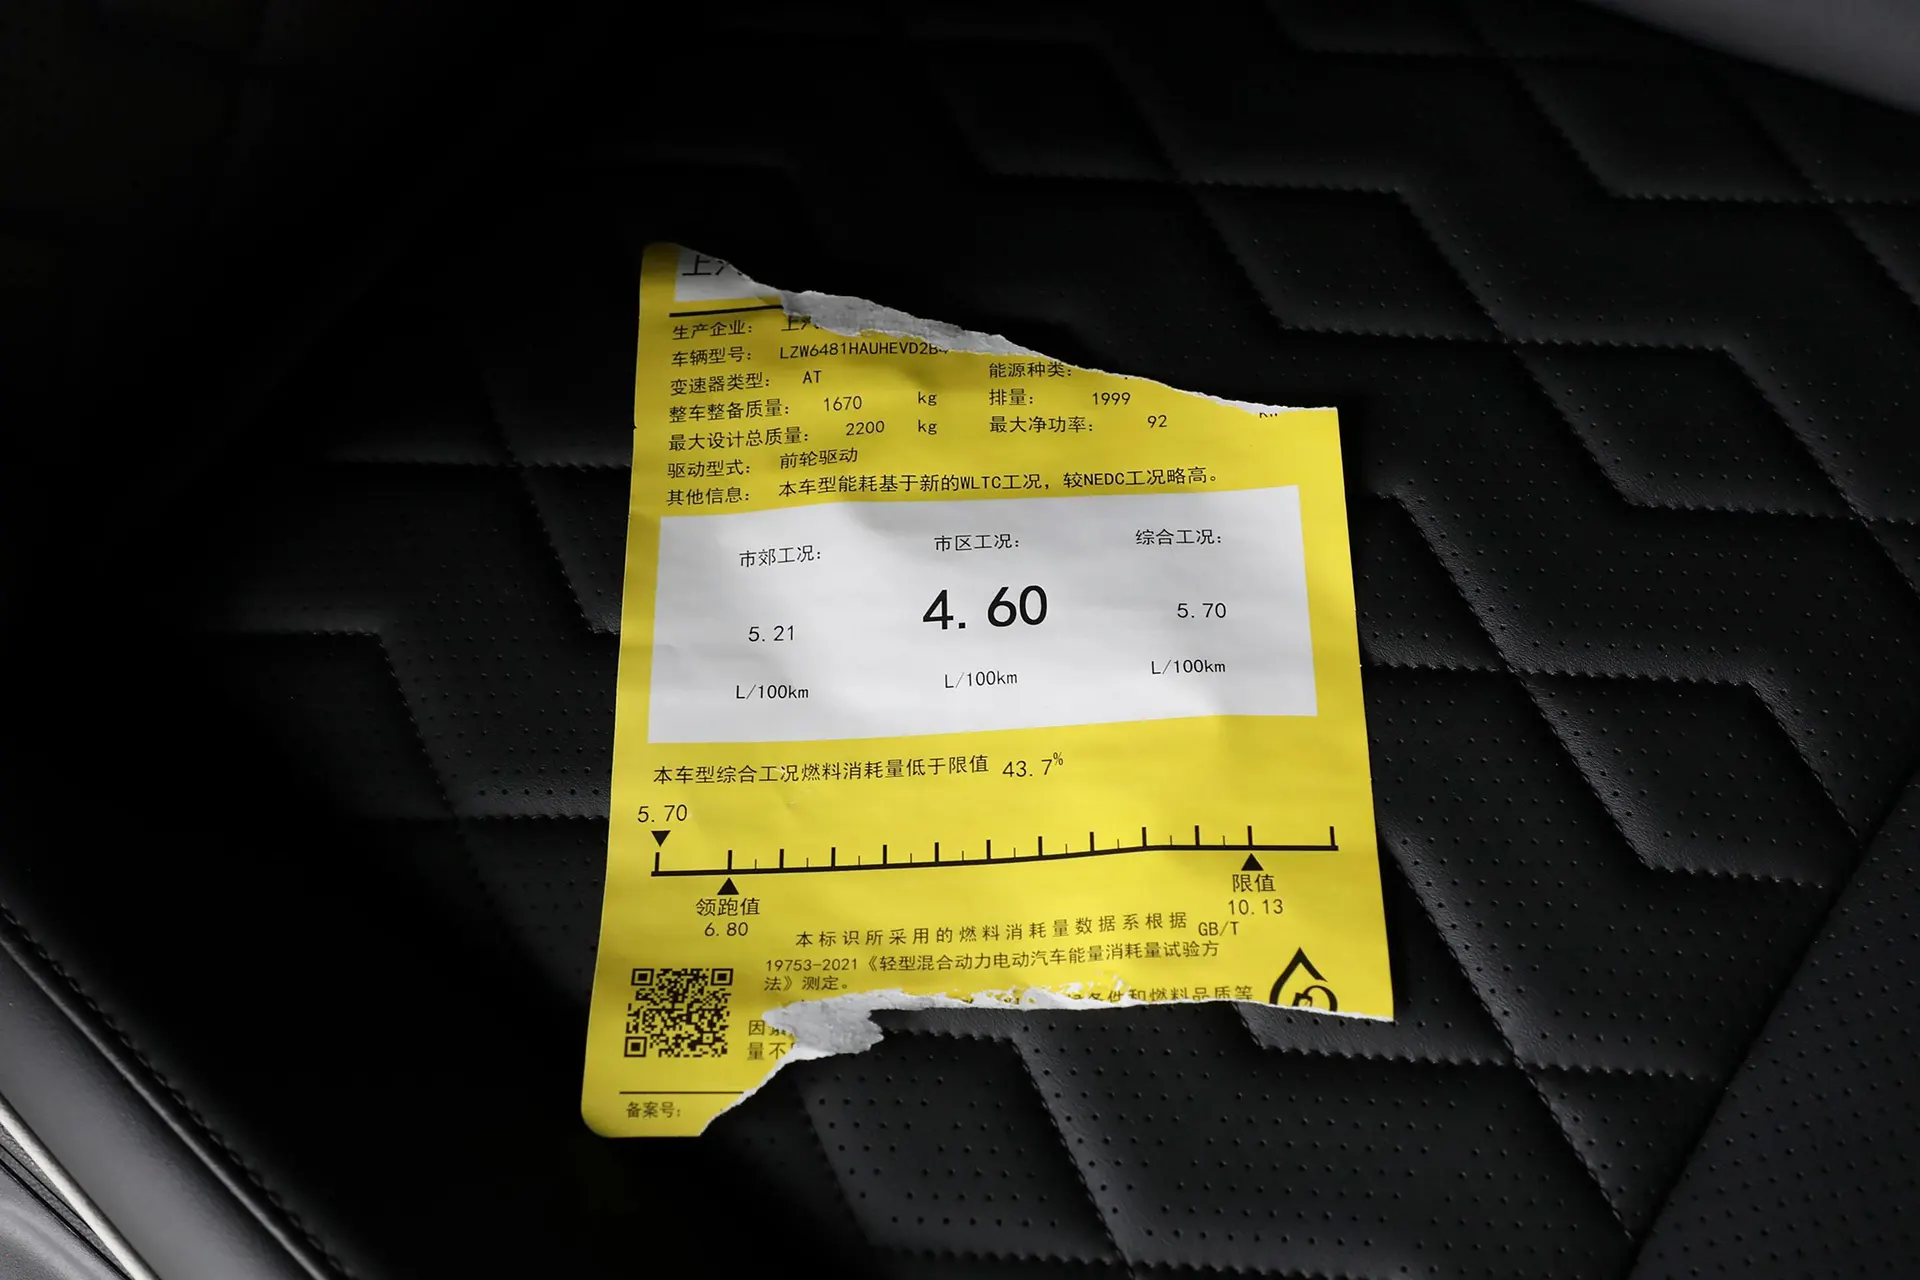 上汽
生产企业： 上汽
车辆型号： LZW6481HAUHEVD2B
变速器类型： AT 能源种类：
整车整备质量： 1670 kg 排量： 1999
最大设计总质量： 2200 kg 最大净功率： 92
驱动型式： 前轮驱动
其他信息： 本车型能耗基于新的WLTC工况，较NEDC工况略高。
市郊工况： 市区工况： 综合工况：
5.21 4.60 5.70
L/100km L/100km L/100km
本车型综合工况燃料消耗量低于限值 43.7%
5.70
领跑值 限值
6.80 10.13
本标识所采用的燃料消耗量数据系根据 GB/T
19753-2021《轻型混合动力电动汽车能量消耗量试验方
法》测定。
条件和燃料品质等
因素
量不
备案号：